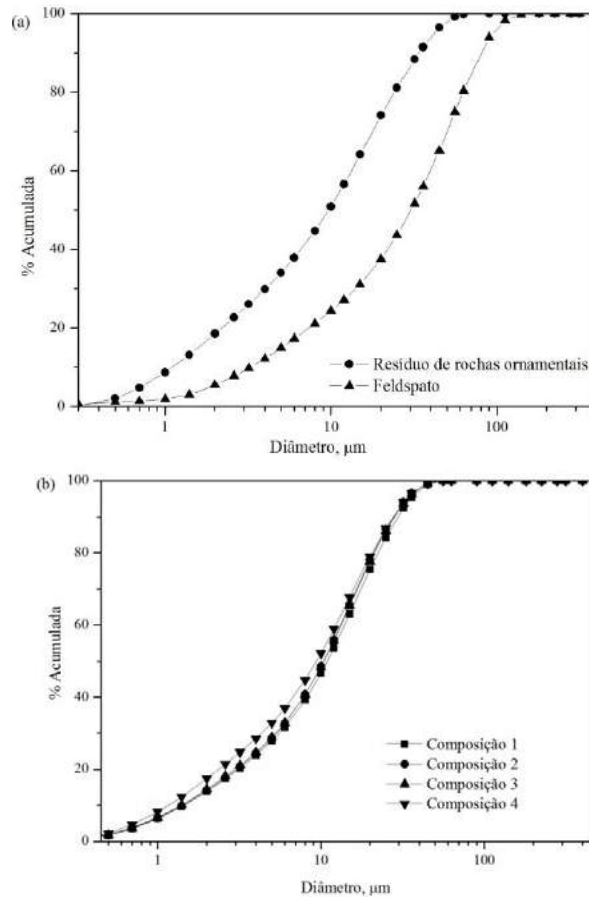 (a)
100
80
60
40
20
0
% Acumulada
Resíduo de rochas ornamentais
Feldspato
1
10
100
Diâmetro, μm
(b)
100
80
60
40
20
0
% Acumulada
Composição 1
Composição 2
Composição 3
Composição 4
1
10
100
Diâmetro, μm